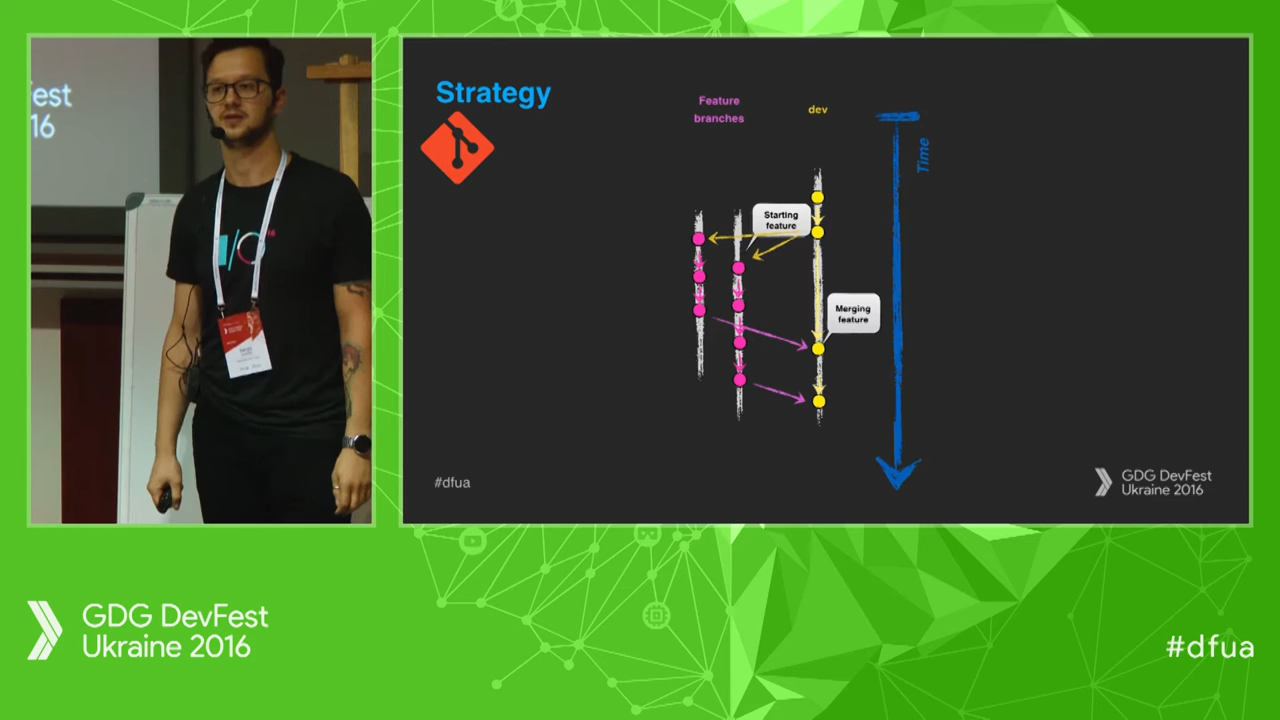 est
16
I/O
Strategy
Feature
branches
dev
Time
Starting
feature
Merging
feature
#dfua
GDG DevFest
Ukraine 2016
GDG DevFest
Ukraine 2016
#dfua